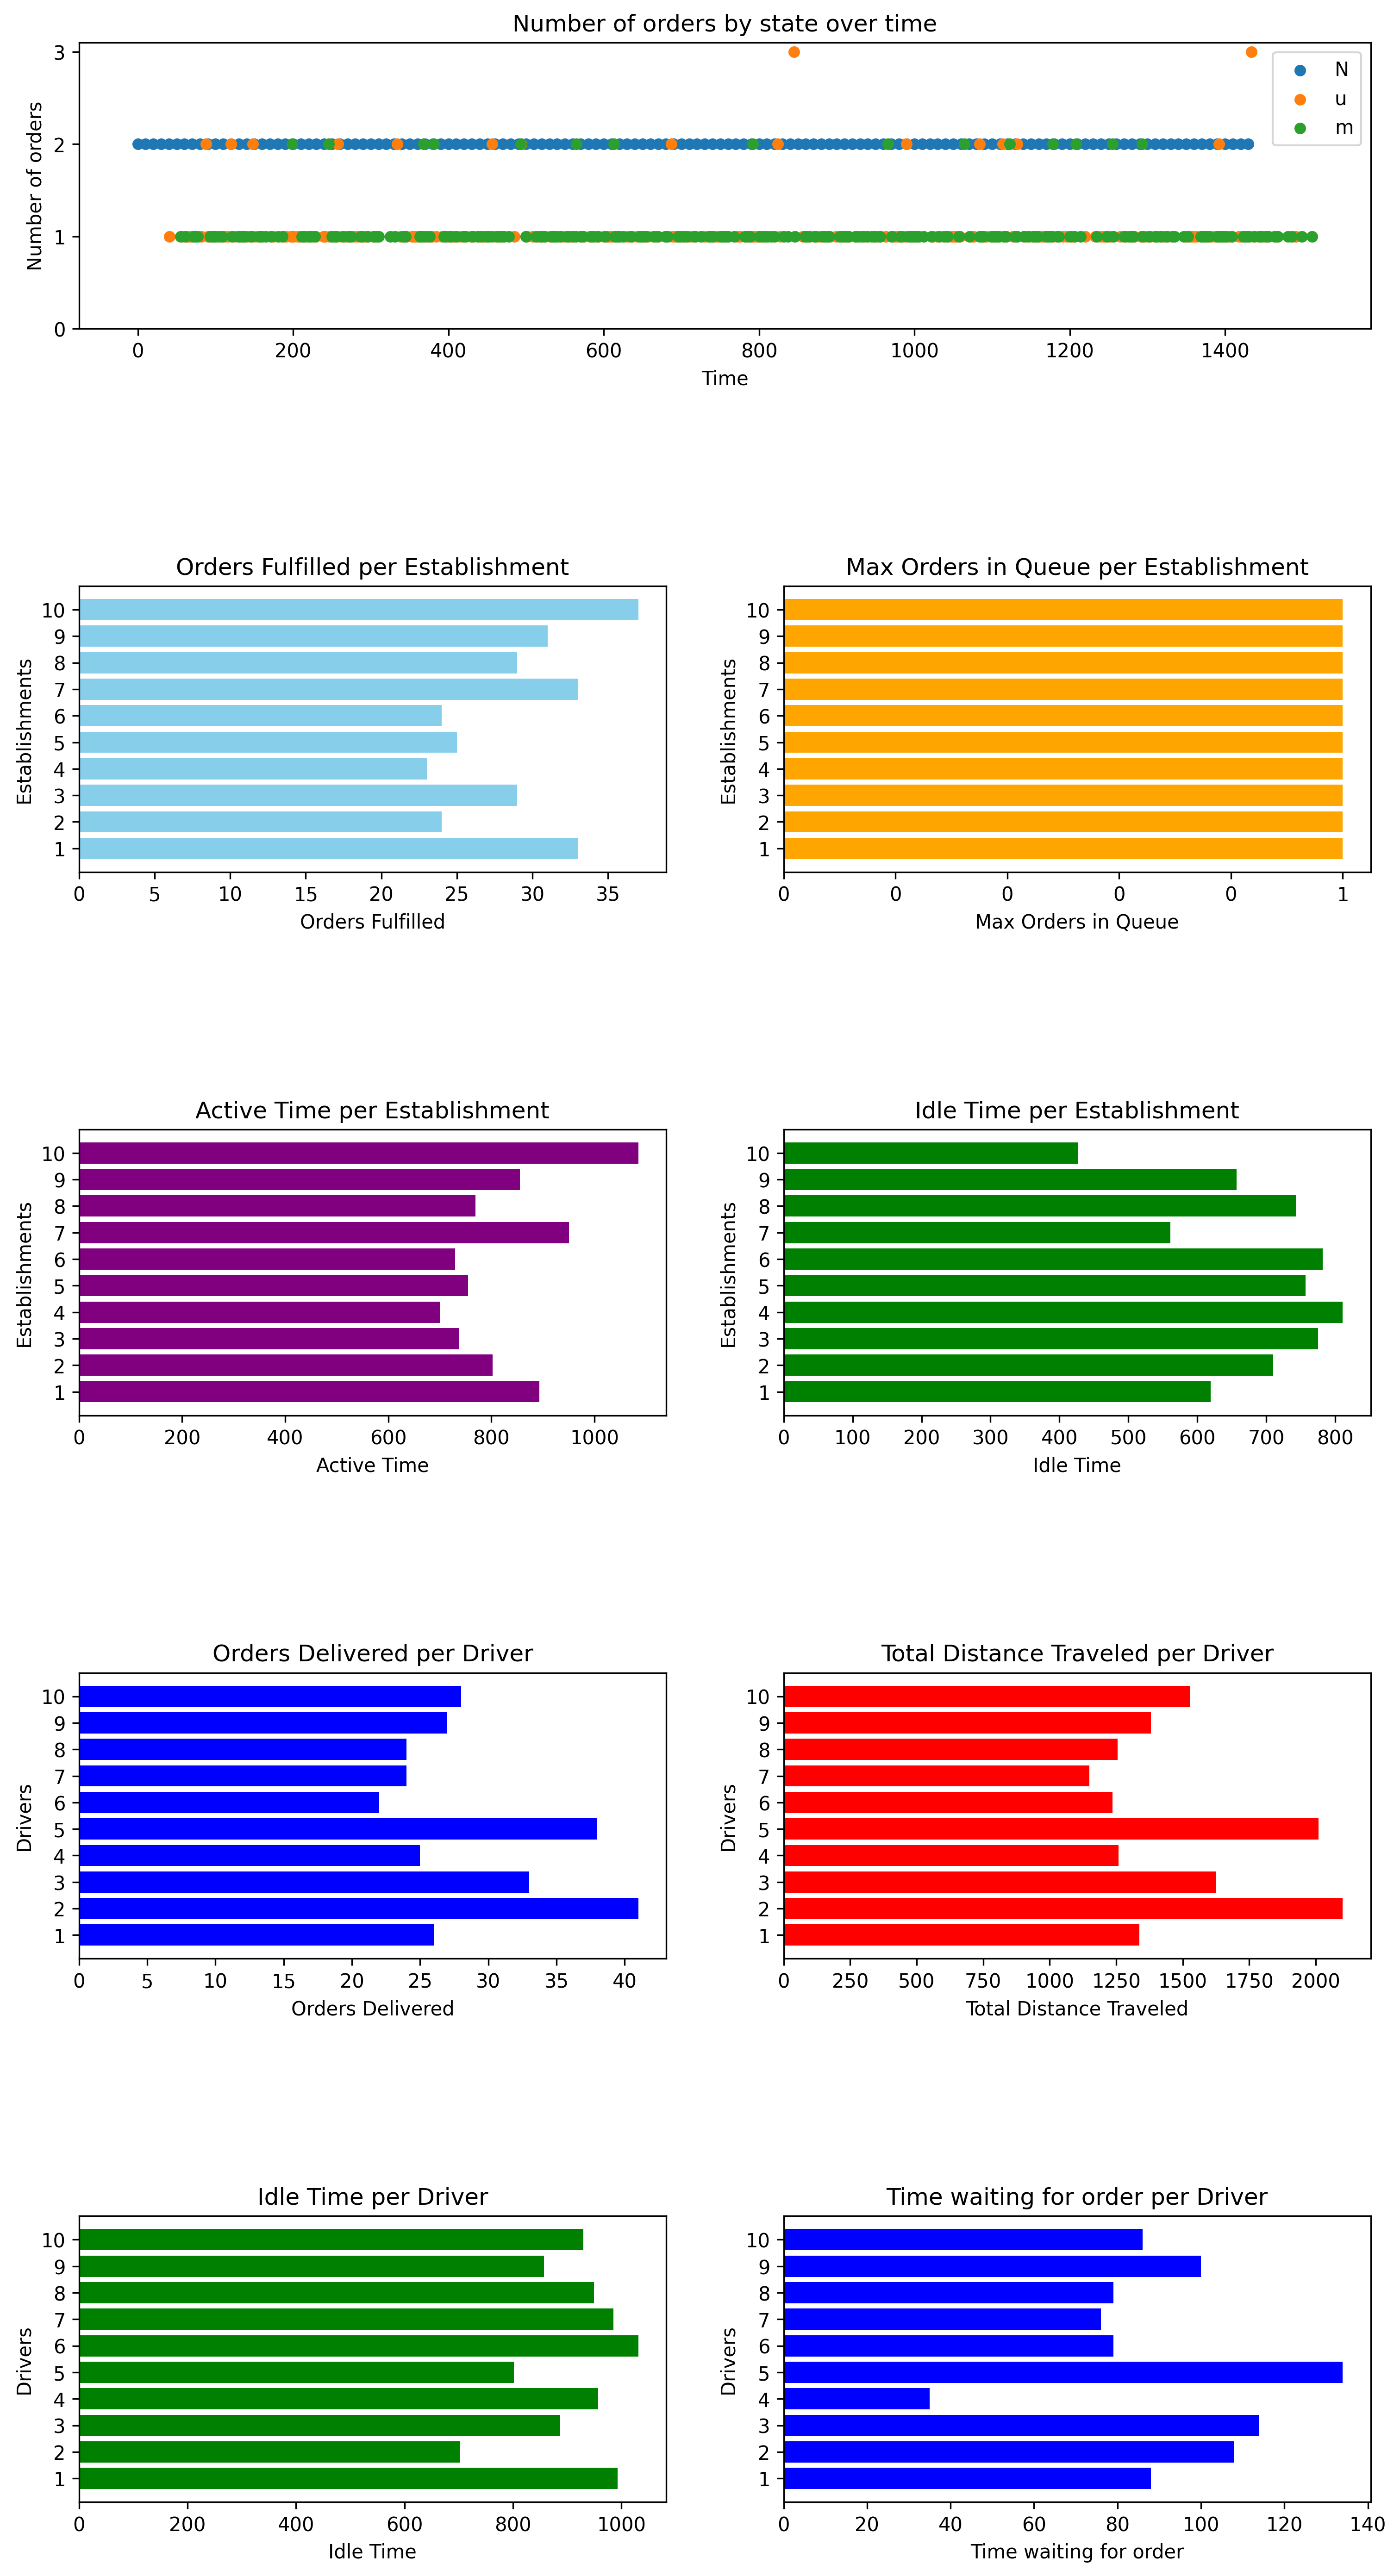 Number of orders by state over time
Number of orders
3
2
1
0
N
u
m
0 200 400 600 800 1000 1200 1400
Time
Orders Fulfilled per Establishment
Establishments
10
9
8
7
6
5
4
3
2
1
0 5 10 15 20 25 30 35
Orders Fulfilled
Max Orders in Queue per Establishment
Establishments
10
9
8
7
6
5
4
3
2
1
0 0 0 0 0 1
Max Orders in Queue
Active Time per Establishment
Establishments
10
9
8
7
6
5
4
3
2
1
0 200 400 600 800 1000
Active Time
Idle Time per Establishment
Establishments
10
9
8
7
6
5
4
3
2
1
0 100 200 300 400 500 600 700 800
Idle Time
Orders Delivered per Driver
Drivers
10
9
8
7
6
5
4
3
2
1
0 5 10 15 20 25 30 35 40
Orders Delivered
Total Distance Traveled per Driver
Drivers
10
9
8
7
6
5
4
3
2
1
0 250 500 750 1000 1250 1500 1750 2000
Total Distance Traveled
Idle Time per Driver
Drivers
10
9
8
7
6
5
4
3
2
1
0 200 400 600 800 1000
Idle Time
Time waiting for order per Driver
Drivers
10
9
8
7
6
5
4
3
2
1
0 20 40 60 80 100 120 140
Time waiting for order